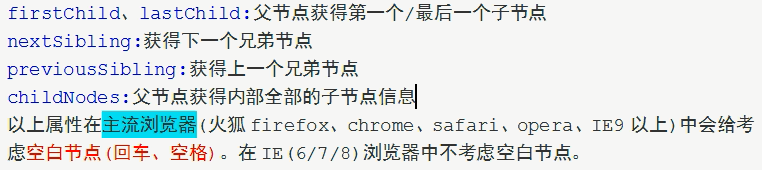 firstChild、lastChild:父节点获得第一个/最后一个子节点
nextSibling:获得下一个兄弟节点
previousSibling:获得上一个兄弟节点
childNodes:父节点获得内部全部的子节点信息
以上属性在主流浏览器(火狐 firefox、chrome、safari、opera、IE9 以上)中会给考
虑空白节点(回车、空格)。在 IE(6/7/8)浏览器中不考虑空白节点。